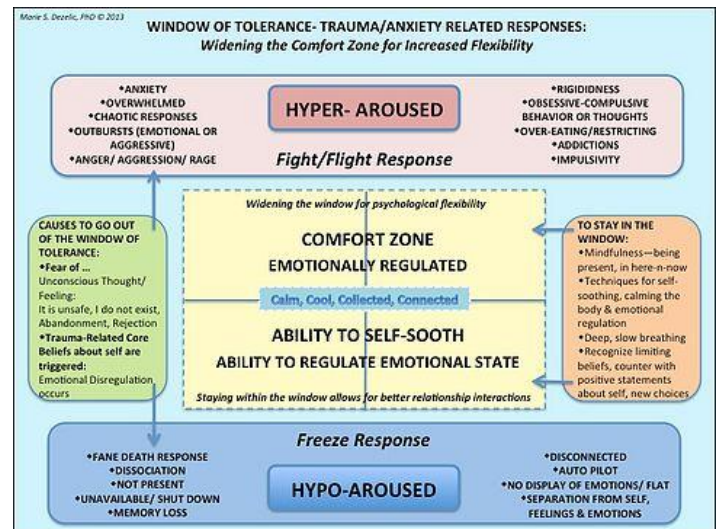 Marie S. Dezelic, PhD © 2013
WINDOW OF TOLERANCE- TRAUMA/ANXIETY RELATED RESPONSES:
Widening the Comfort Zone for Increased Flexibility
•ANXIETY
•OVERWHELMED
•CHAOTIC RESPONSES
•OUTBURSTS (EMOTIONAL OR
AGGRESSIVE)
•ANGER/ AGGRESSION/ RAGE
HYPER- AROUSED
Fight/Flight Response
•RIGIDIDNESS
•OBSESSIVE-COMPULSIVE
BEHAVIOR OR THOUGHTS
•OVER-EATING/RESTRICTING
•ADDICTIONS
•IMPULSIVITY
CAUSES TO GO OUT
OF THE WINDOW OF
TOLERANCE:
•Fear of ...
Unconscious Thought/
Feeling:
It is unsafe, I do not exist,
Abandonment, Rejection
•Trauma-Related Core
Beliefs about self are
triggered:
Emotional Disregulation
occurs
Widening the window for psychological flexibility
COMFORT ZONE
EMOTIONALLY REGULATED
Calm, Cool, Collected, Connected
ABILITY TO SELF-SOOTH
ABILITY TO REGULATE EMOTIONAL STATE
Staying within the window allows for better relationship interactions
TO STAY IN THE
WINDOW:
•Mindfulness—being
present, in here-n-now
•Techniques for self-
soothing, calming the
body & emotional
regulation
•Deep, slow breathing
•Recognize limiting
beliefs, counter with
positive statements
about self, new choices
Freeze Response
•FANE DEATH RESPONSE
•DISSOCIATION
•NOT PRESENT
•UNAVAILABLE/ SHUT DOWN
•MEMORY LOSS
HYPO-AROUSED
•DISCONNECTED
•AUTO PILOT
•NO DISPLAY OF EMOTIONS/ FLAT
•SEPARATION FROM SELF,
FEELINGS & EMOTIONS